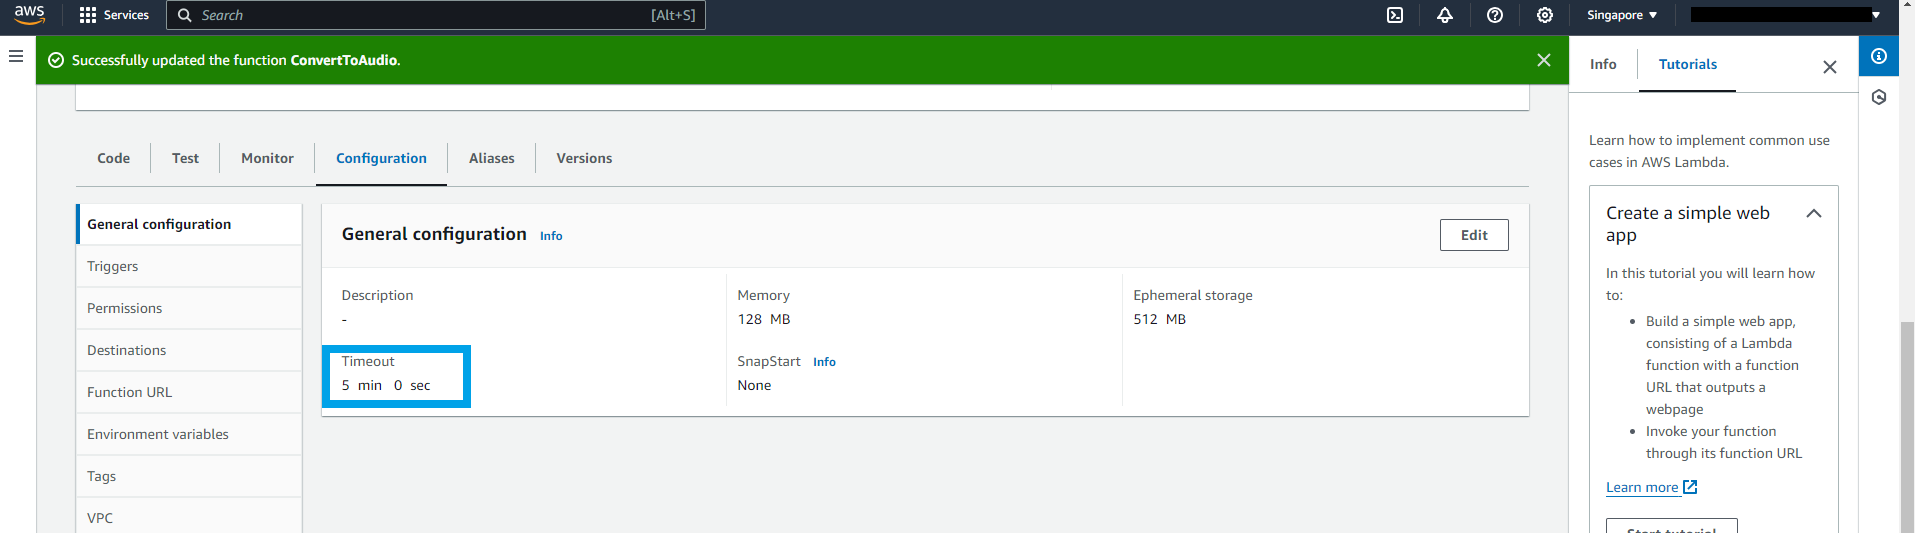 aws
Services
Search
[Alt+S]
Singapore
Successfully updated the function ConvertToAudio.
Info
Tutorials
Code
Test
Monitor
Configuration
Aliases
Versions
General configuration
Triggers
Permissions
Destinations
Function URL
Environment variables
Tags
VPC
General configuration Info
Edit
Description
-
Memory
128 MB
Ephemeral storage
512 MB
Timeout
5 min 0 sec
SnapStart Info
None
Learn how to implement common use
cases in AWS Lambda.
Create a simple web
app
In this tutorial you will learn how
to:
• Build a simple web app,
consisting of a Lambda
function with a function
URL that outputs a
webpage
• Invoke your function
through its function URL
Learn more
Start tutorial